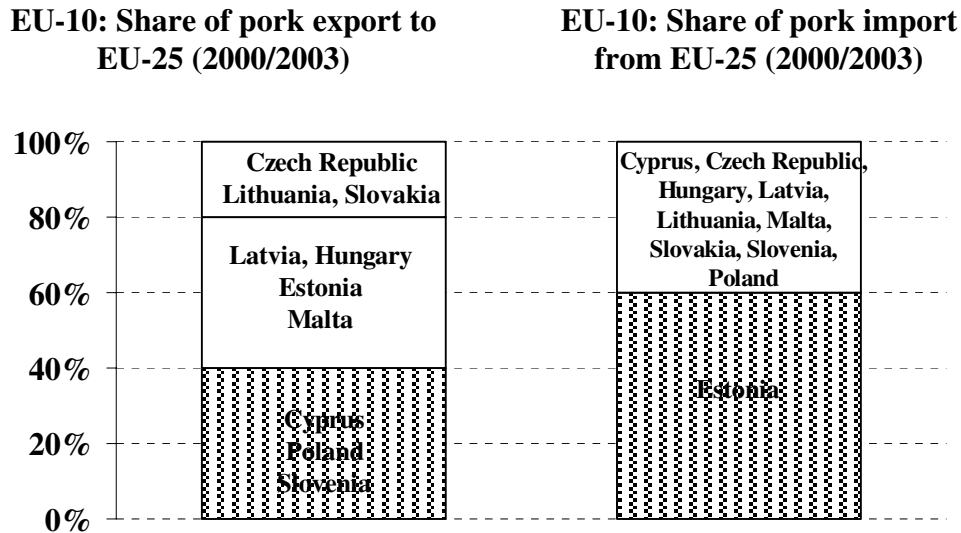 EU-10: Share of pork export to
EU-25 (2000/2003)
EU-10: Share of pork import
from EU-25 (2000/2003)
100%
80%
60%
40%
20%
0%
Czech Republic
Lithuania, Slovakia
Latvia, Hungary
Estonia
Malta
Cyprus
Poland
Slovenia
Cyprus, Czech Republic,
Hungary, Latvia,
Lithuania, Malta,
Slovakia, Slovenia,
Poland
Estonia